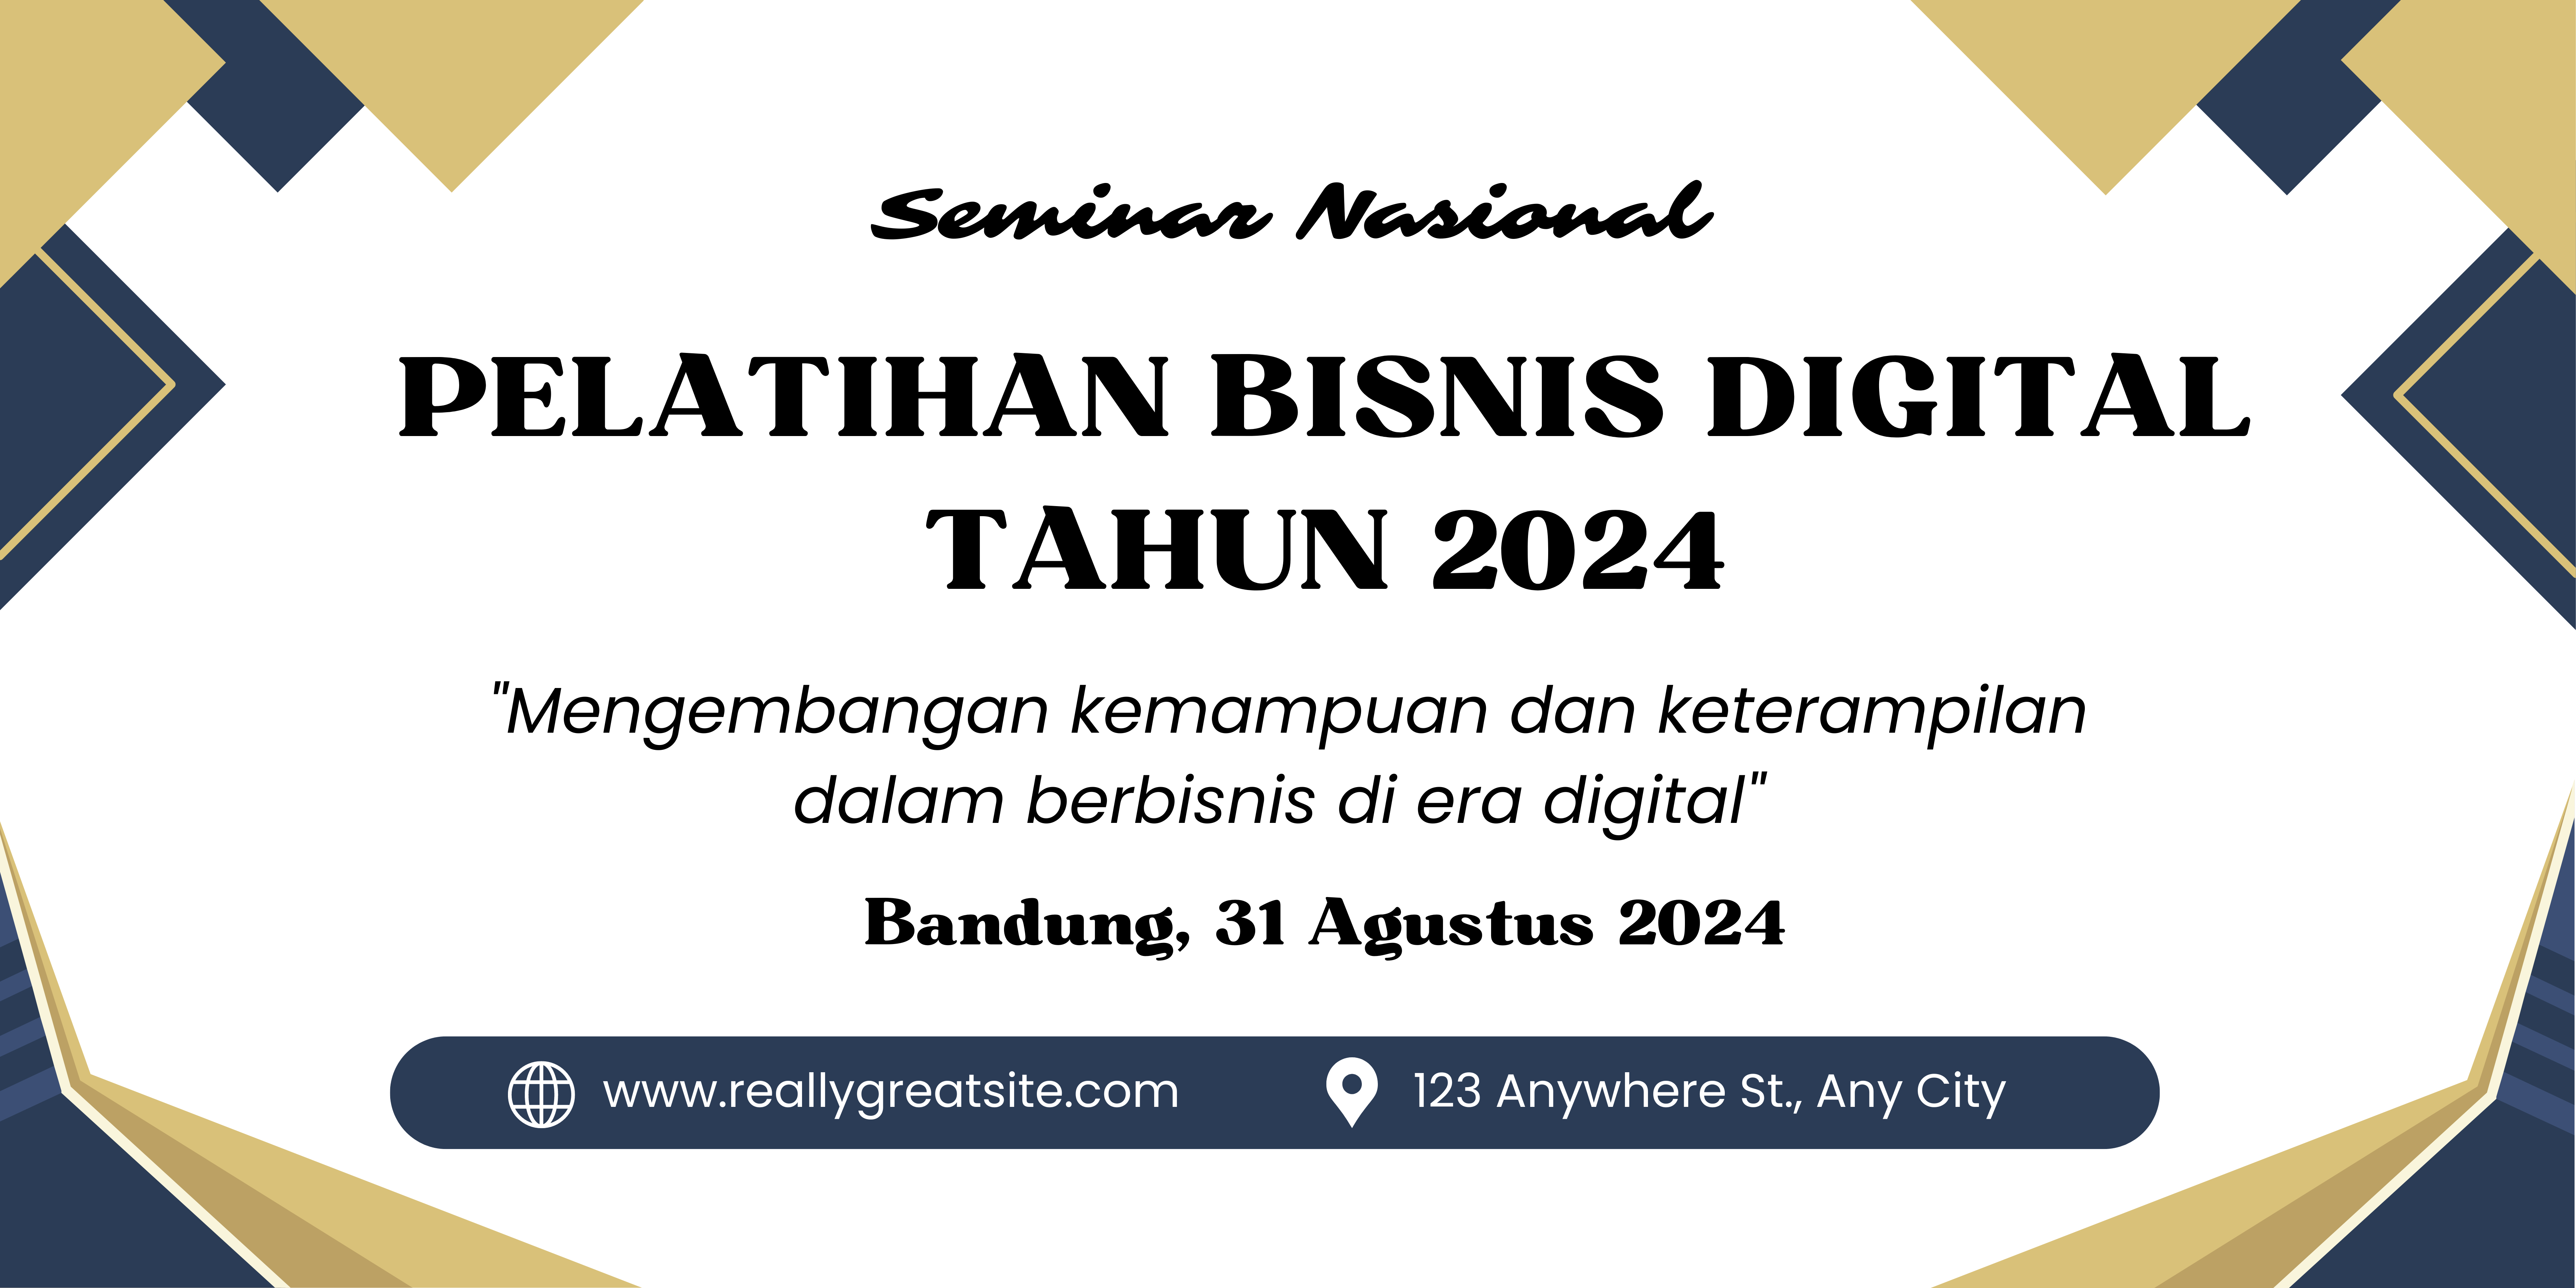 Seminar Nasional
PELATIHAN BISNIS DIGITAL
TAHUN 2024
"Mengembangan kemampuan dan keterampilan
dalam berbisnis di era digital"
Bandung, 31 Agustus 2024
www.reallygreatsite.com
123 Anywhere St., Any City